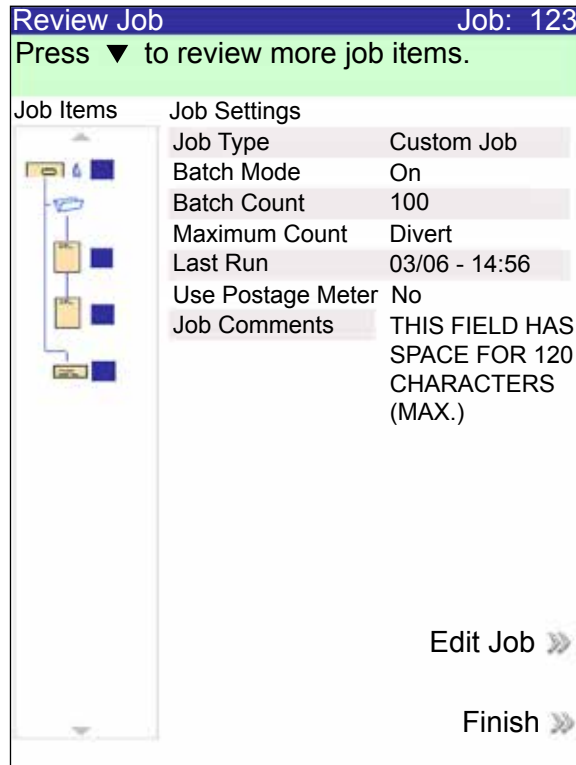 Review Job Job: 123
Press ▼ to review more job items.
Job Items Job Settings
Job Type Custom Job
Batch Mode On
Batch Count 100
Maximum Count Divert
Last Run 03/06 - 14:56
Use Postage Meter No
Job Comments THIS FIELD HAS
SPACE FOR 120
CHARACTERS
(MAX.)
Edit Job
Finish